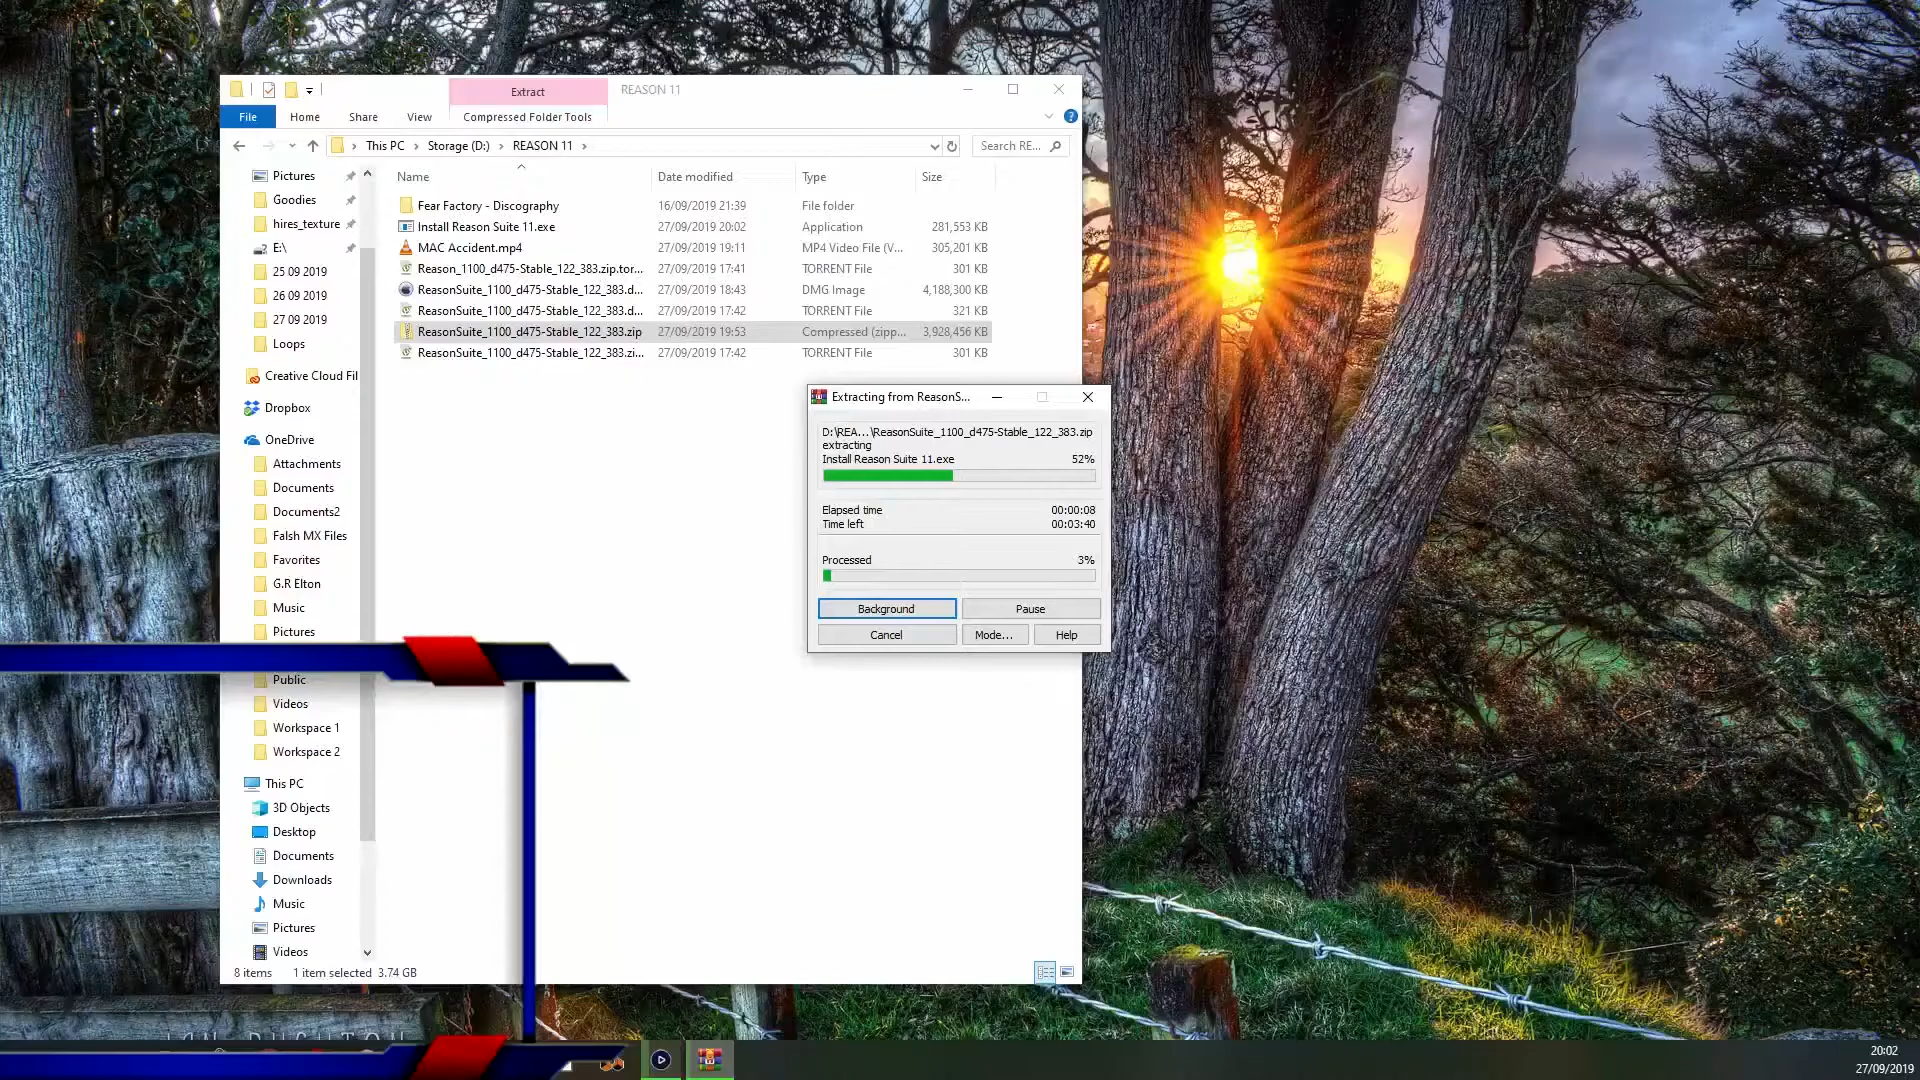 Extract
REASON 11
File
Home
Share
View
Compressed Folder Tools
This PC
Storage (D:)
REASON 11
Search RE...
Name
Date modified
Type
Size
Fear Factory - Discography
16/09/2019 21:39
File folder
Install Reason Suite 11.exe
27/09/2019 20:02
Application
281,553 KB
MAC Accident.mp4
27/09/2019 19:11
MP4 Video File (V...
305,201 KB
Reason_1100_d475-Stable_122_383.zip.tor...
27/09/2019 17:41
TORRENT File
301 KB
ReasonSuite_1100_d475-Stable_122_383.d...
27/09/2019 18:43
DMG Image
4,188,300 KB
ReasonSuite_1100_d475-Stable_122_383.d...
27/09/2019 17:42
TORRENT File
321 KB
ReasonSuite_1100_d475-Stable_122_383.zip
27/09/2019 19:53
Compressed (zipp...
3,928,456 KB
ReasonSuite_1100_d475-Stable_122_383.zi...
27/09/2019 17:42
TORRENT File
301 KB
Pictures
Goodies
hires_texture
E:\
25 09 2019
26 09 2019
27 09 2019
Loops
Creative Cloud Fil
Dropbox
OneDrive
Attachments
Documents
Documents2
Falsh MX Files
Favorites
G.R Elton
Music
Pictures
Public
Videos
Workspace 1
Workspace 2
This PC
3D Objects
Desktop
Documents
Downloads
Music
Pictures
Videos
8 items
1 item selected
3.74 GB
Extracting from ReasonS...
D:\REA...\ReasonSuite_1100_d475-Stable_122_383.zip
extracting
Install Reason Suite 11.exe
52%
Elapsed time
00:00:08
Time left
00:03:40
Processed
3%
Background
Pause
Cancel
Mode...
Help
20:02
27/09/2019